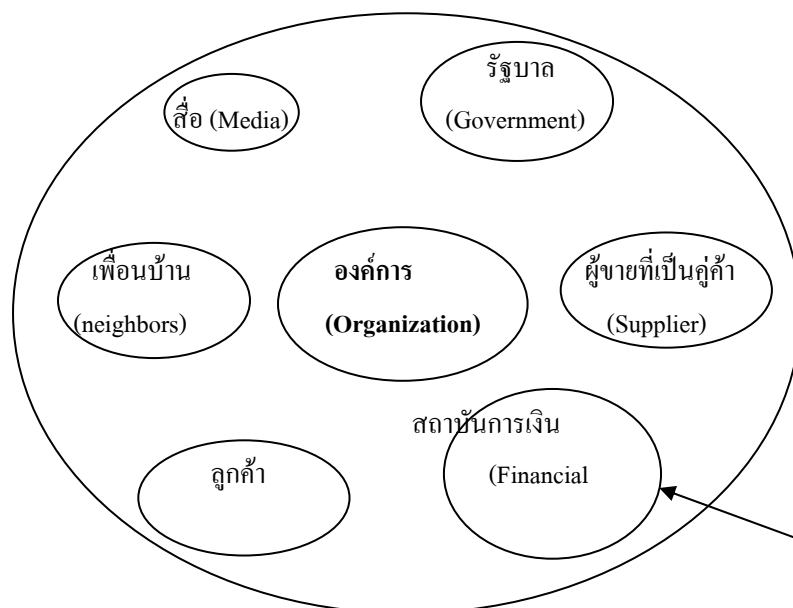 รัฐบาล
(Government)
สื่อ (Media)
เพื่อนบ้าน
(neighbors)
องค์การ
(Organization)
ผู้ขายที่เป็นคู่ค้า
(Supplier)
สถาบันการเงิน
(Financial
ลูกค้า